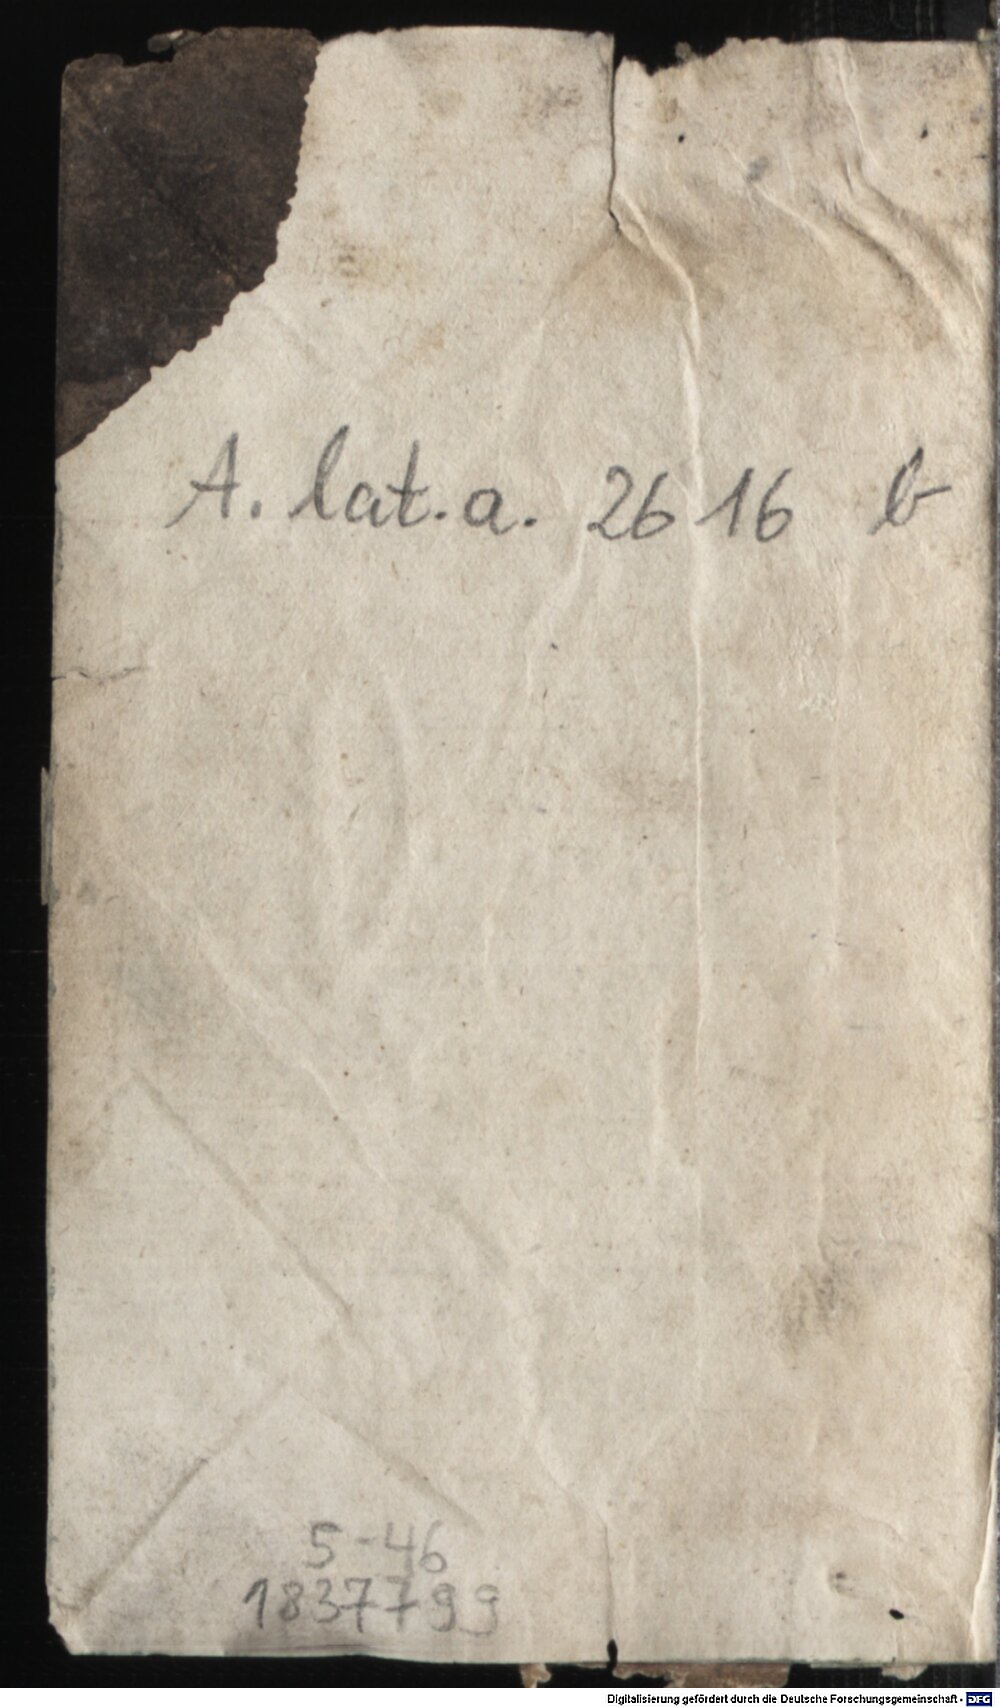 A. lat. a. 2616 b
5-46
1837799
Digitalisierung gefördert durch die Deutsche Forschungsgemeinschaft - DFG